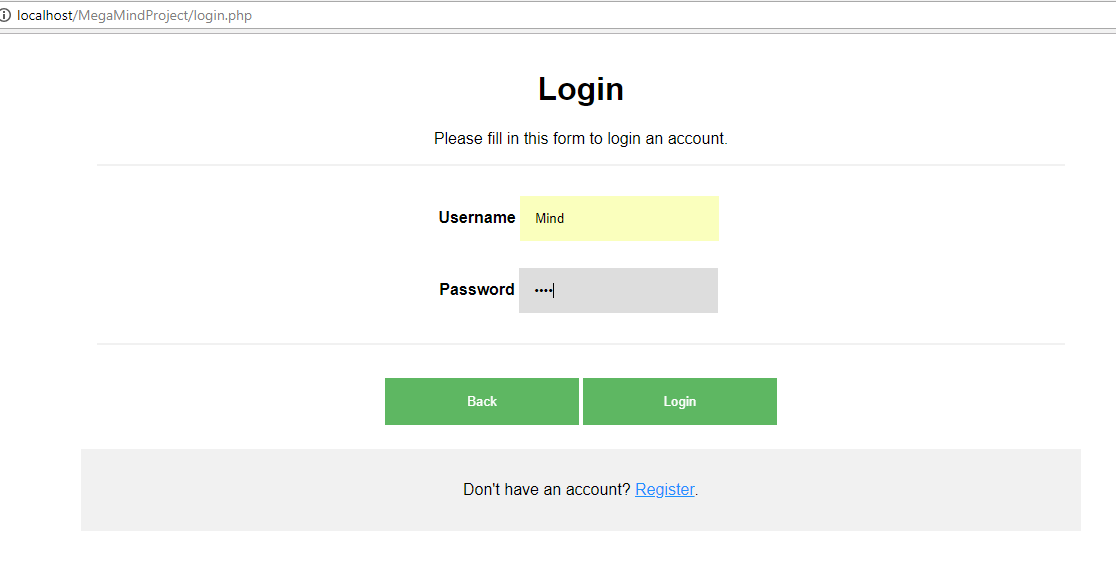 localhost/MegaMindProject/login.php
Login
Please fill in this form to login an account.
Username Mind
Password ••••
Back Login
Don't have an account? Register.